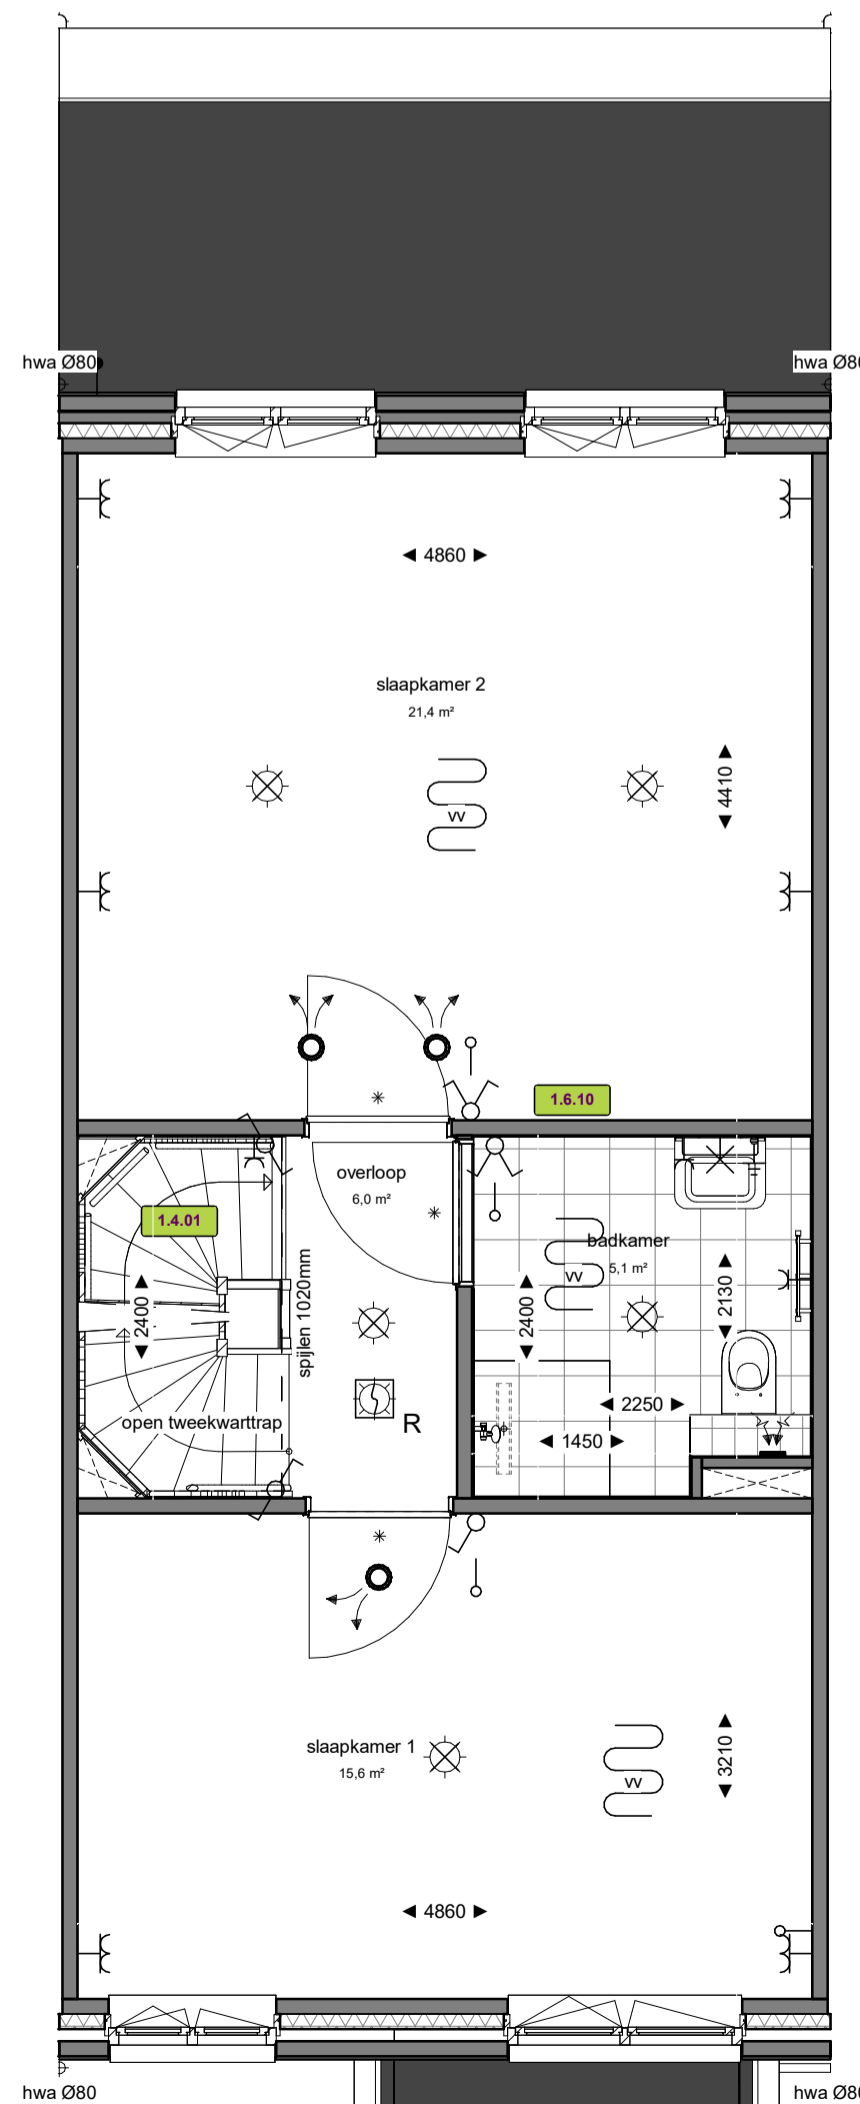 hwa Ø80
hwa Ø80
4860
slaapkamer 2
21,4 m²
4410
vv
1.6.10
overloop
6,0 m²
1.4.01
badkamer
5,1 m²
vv
2400
spijlen 1020mm
2400
2130
open tweekwarttrap
R
2250
1450
slaapkamer 1
15,6 m²
3210
vv
4860
hwa Ø80
hwa Ø80